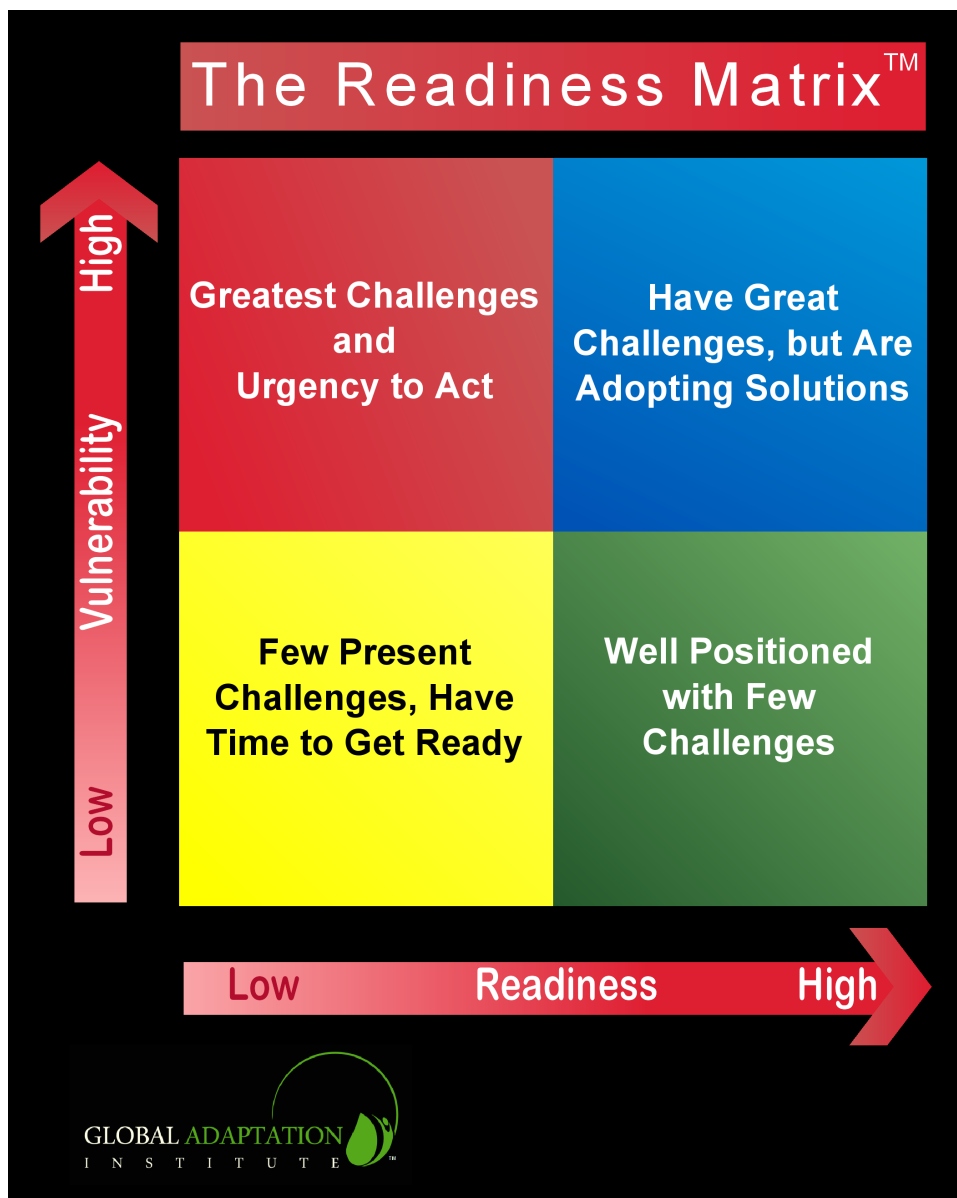 The Readiness Matrix™
High
Vulnerability
Low
Greatest Challenges
and
Urgency to Act
Have Great
Challenges, but Are
Adopting Solutions
Few Present
Challenges, Have
Time to Get Ready
Well Positioned
with Few
Challenges
Low Readiness High
GLOBAL ADAPTATION
INSTITUTE ™